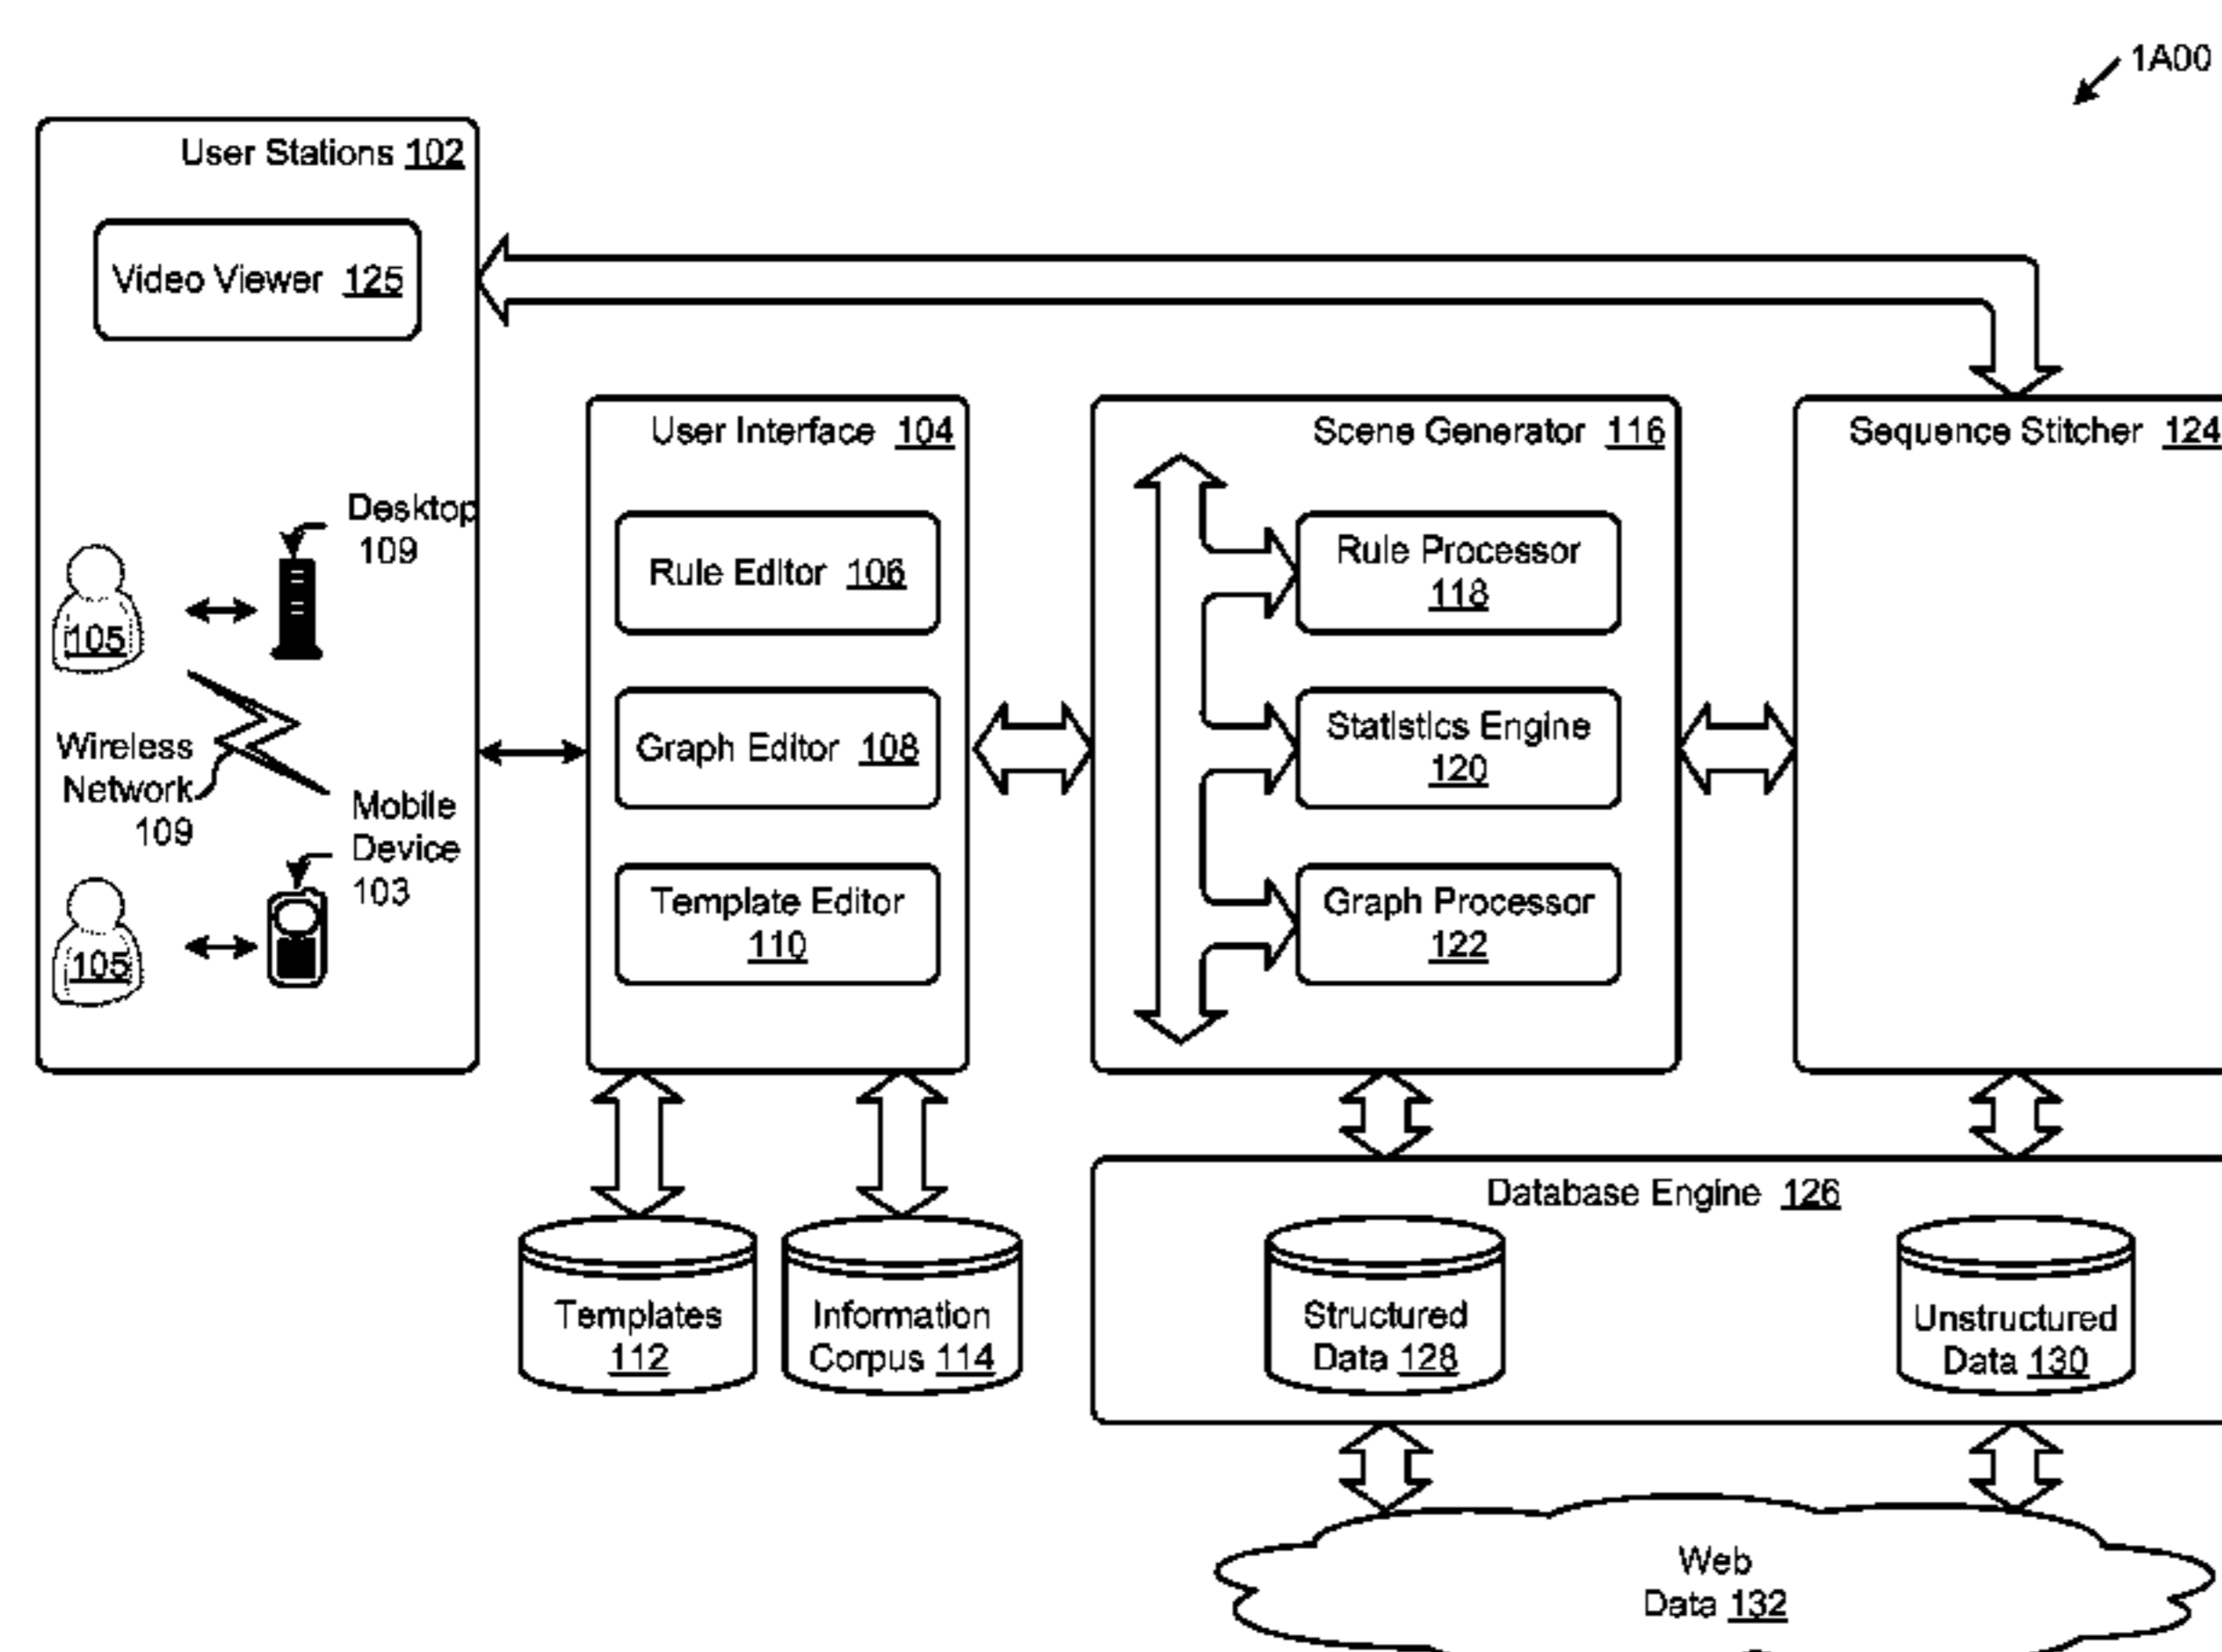 1A00
User Stations 102
Video Viewer 125
Desktop
109
105
Wireless
Network
109
Mobile
Device
103
105
User Interface 104
Rule Editor 106
Graph Editor 108
Template Editor
110
Scene Generator 116
Rule Processor
118
Statistics Engine
120
Graph Processor
122
Sequence Stitcher 124
Templates
112
Information
Corpus 114
Database Engine 126
Structured
Data 128
Unstructured
Data 130
Web
Data 132